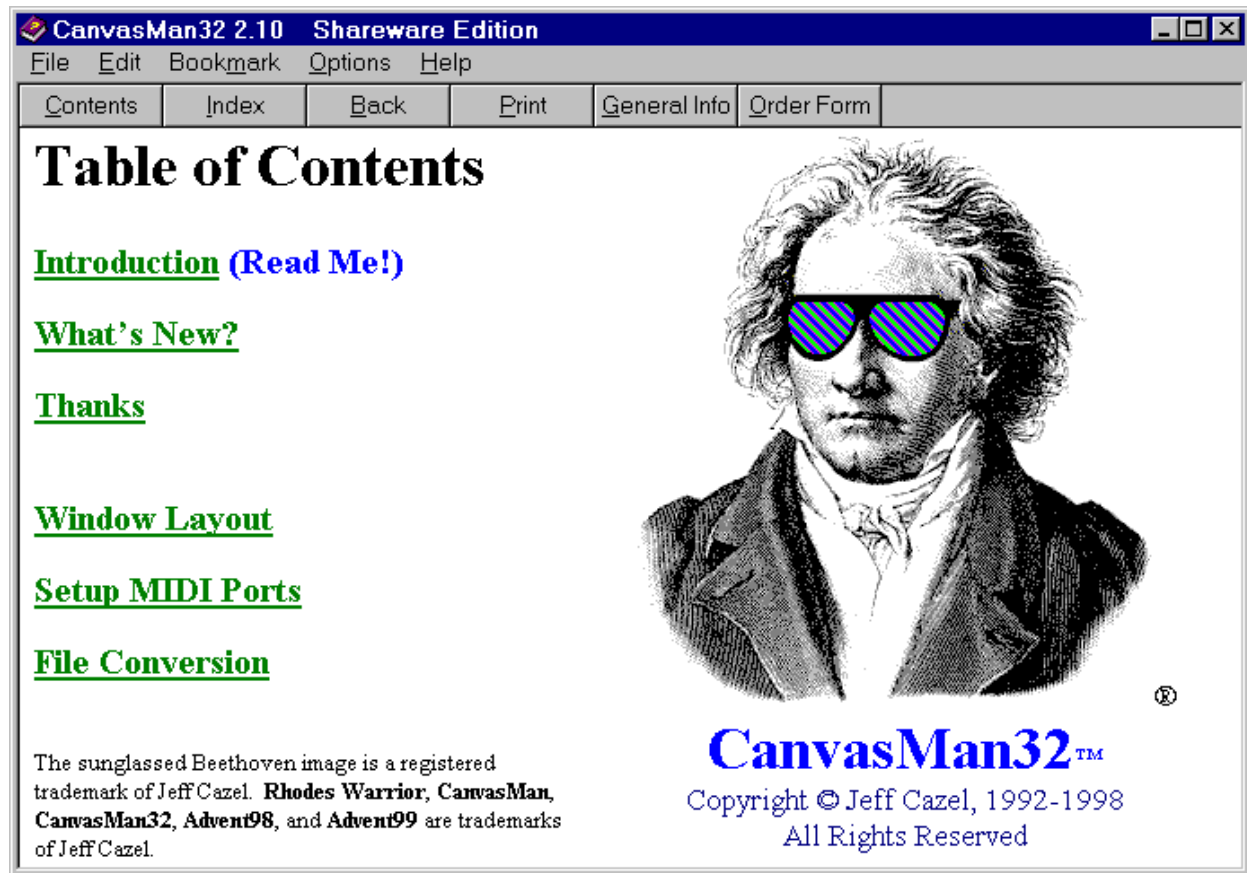 CanvasMan32 2.10 Shareware Edition
File Edit Bookmark Options Help
Contents Index Back Print General Info Order Form
Table of Contents
Introduction (Read Me!)
What's New?
Thanks
Window Layout
Setup MIDI Ports
File Conversion
The sunglassed Beethoven image is a registered
trademark of Jeff Cazel. Rhodes Warrior, CanvasMan,
CanvasMan32, Advent98, and Advent99 are trademarks
of Jeff Cazel.
®
CanvasMan32™
Copyright © Jeff Cazel, 1992-1998
All Rights Reserved